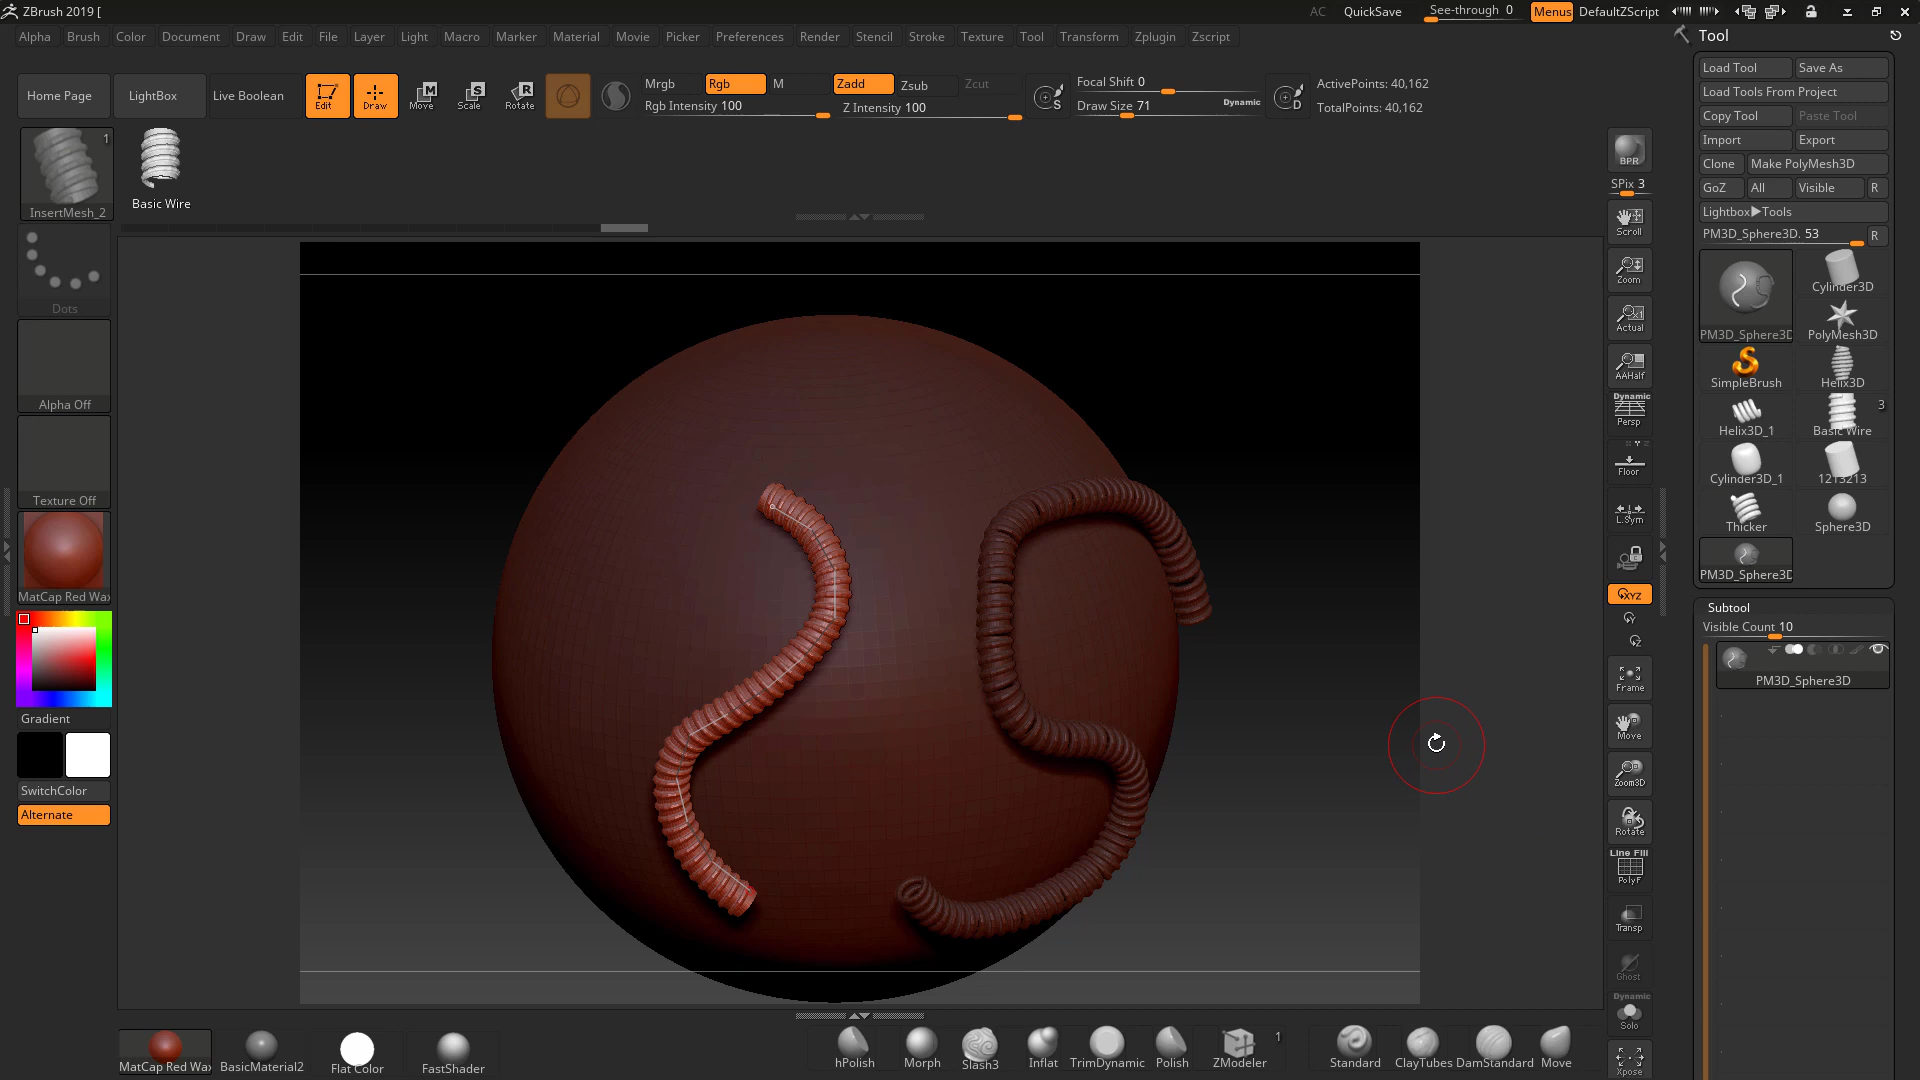 ZBrush 2019 [
AC QuickSave See-through 0 Menus DefaultZScript
Alpha Brush Color Document Draw Edit File Layer Light Macro Marker Material Movie Picker Preferences Render Stencil Stroke Texture Tool Transform Zplugin Zscript
Tool
Load Tool Save As
Load Tools From Project
Copy Tool Paste Tool
Import Export
Clone Make PolyMesh3D
GoZ All Visible R
Lightbox▶Tools
PM3D_Sphere3D. 53 R
Home Page LightBox Live Boolean Edit Draw Move Scale Rotate
M S R
Mrgb Rgb M
Rgb Intensity 100
Zadd Zsub Zcut
Z Intensity 100
S
Focal Shift 0
Draw Size 71 Dynamic
D
ActivePoints: 40,162
TotalPoints: 40,162
1
InsertMesh_2
Basic Wire
Dots
Alpha Off
Texture Off
MatCap Red Wax
Gradient
SwitchColor
Alternate
BPR
SPix 3
Scroll
Zoom
Actual
AAHalf
Dynamic
Persp
Floor
L.Sym
XYZ
Y
Z
Frame
Move
Zoom3D
Rotate
Line Fill
PolyF
Transp
Ghost
Dynamic
Solo
Xpose
PM3D_Sphere3D Cylinder3D
PolyMesh3D
SimpleBrush Helix3D
3
Helix3D_1 Basic Wire
Cylinder3D_1 1213213
Thicker Sphere3D
PM3D_Sphere3D
Subtool
Visible Count 10
PM3D_Sphere3D
MatCap Red Wax BasicMaterial2 Flat Color FastShader
hPolish Morph Slash3 Inflat TrimDynamic Polish ZModeler 1
Standard ClayTubes DamStandard Move